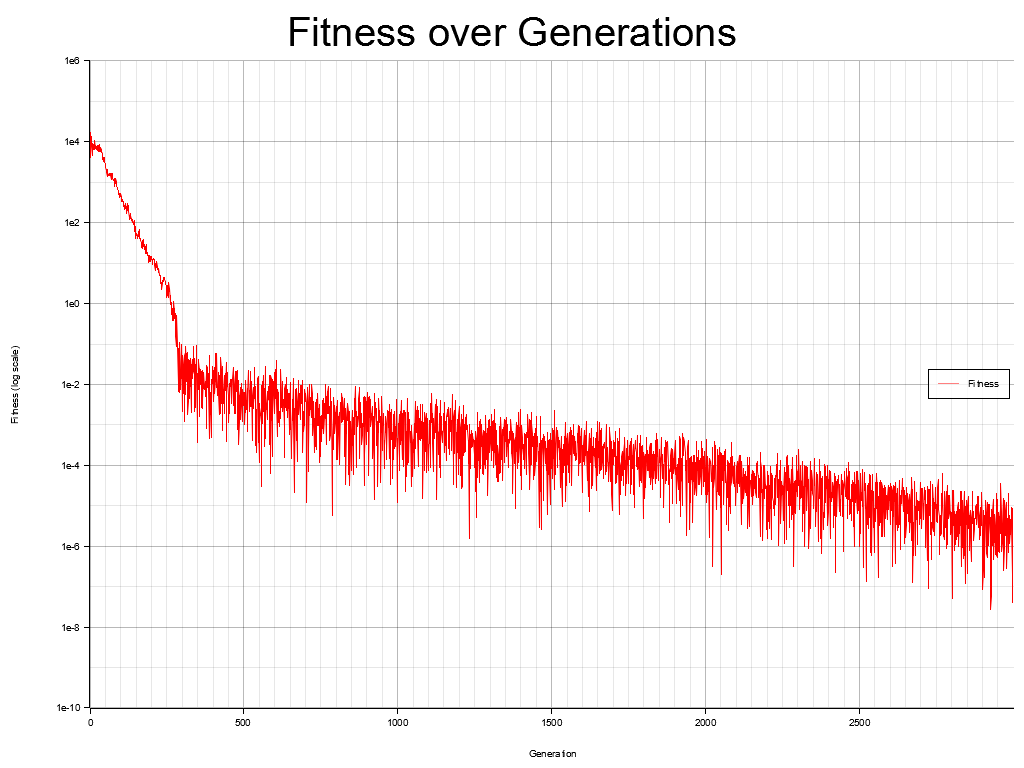 Fitness over Generations
1e6
1e4
1e2
1e0
1e-2
1e-4
1e-6
1e-8
1e-10
Fitness (log scale)
Fitness
0
500
1000
1500
2000
2500
Generation